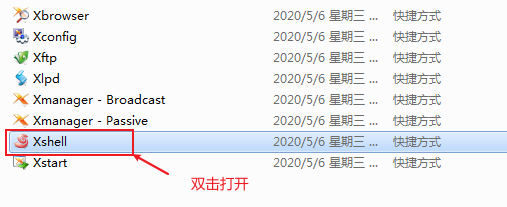 Xbrowser 2020/5/6 星期三 ... 快捷方式
Xconfig 2020/5/6 星期三 ... 快捷方式
Xftp 2020/5/6 星期三 ... 快捷方式
Xlpd 2020/5/6 星期三 ... 快捷方式
Xmanager - Broadcast 2020/5/6 星期三 ... 快捷方式
Xmanager - Passive 2020/5/6 星期三 ... 快捷方式
Xshell 2020/5/6 星期三 ... 快捷方式
Xstart 2020/5/6 星期三 ... 快捷方式
双击打开